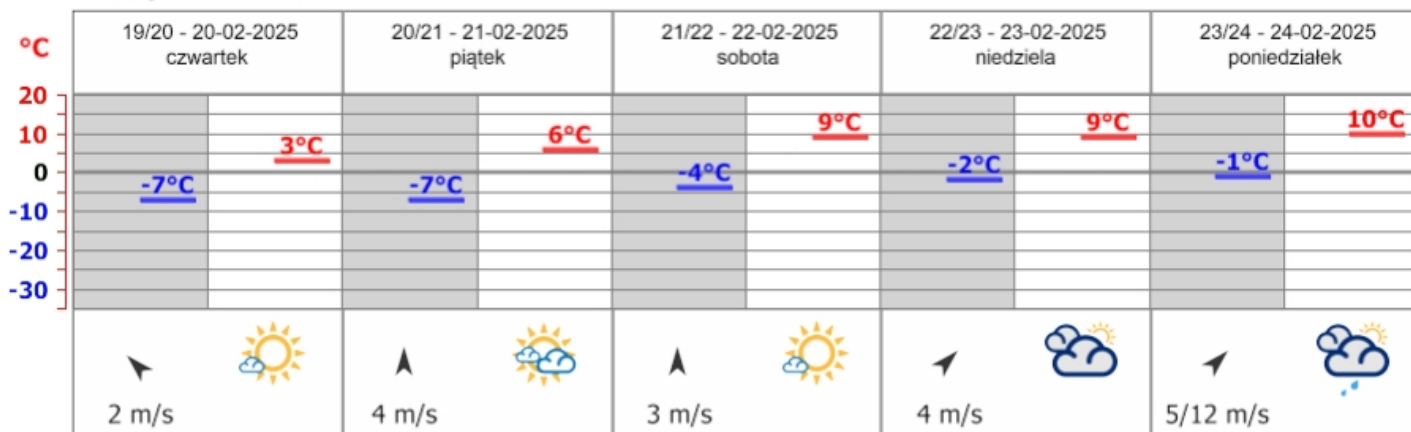 °C
19/20 - 20-02-2025
czwartek
20/21 - 21-02-2025
piątek
21/22 - 22-02-2025
sobota
22/23 - 23-02-2025
niedziela
23/24 - 24-02-2025
poniedziałek
20
10
0
-10
-20
-30
-7°C
3°C
-7°C
6°C
-4°C
9°C
-2°C
9°C
-1°C
10°C
2 m/s
4 m/s
3 m/s
4 m/s
5/12 m/s